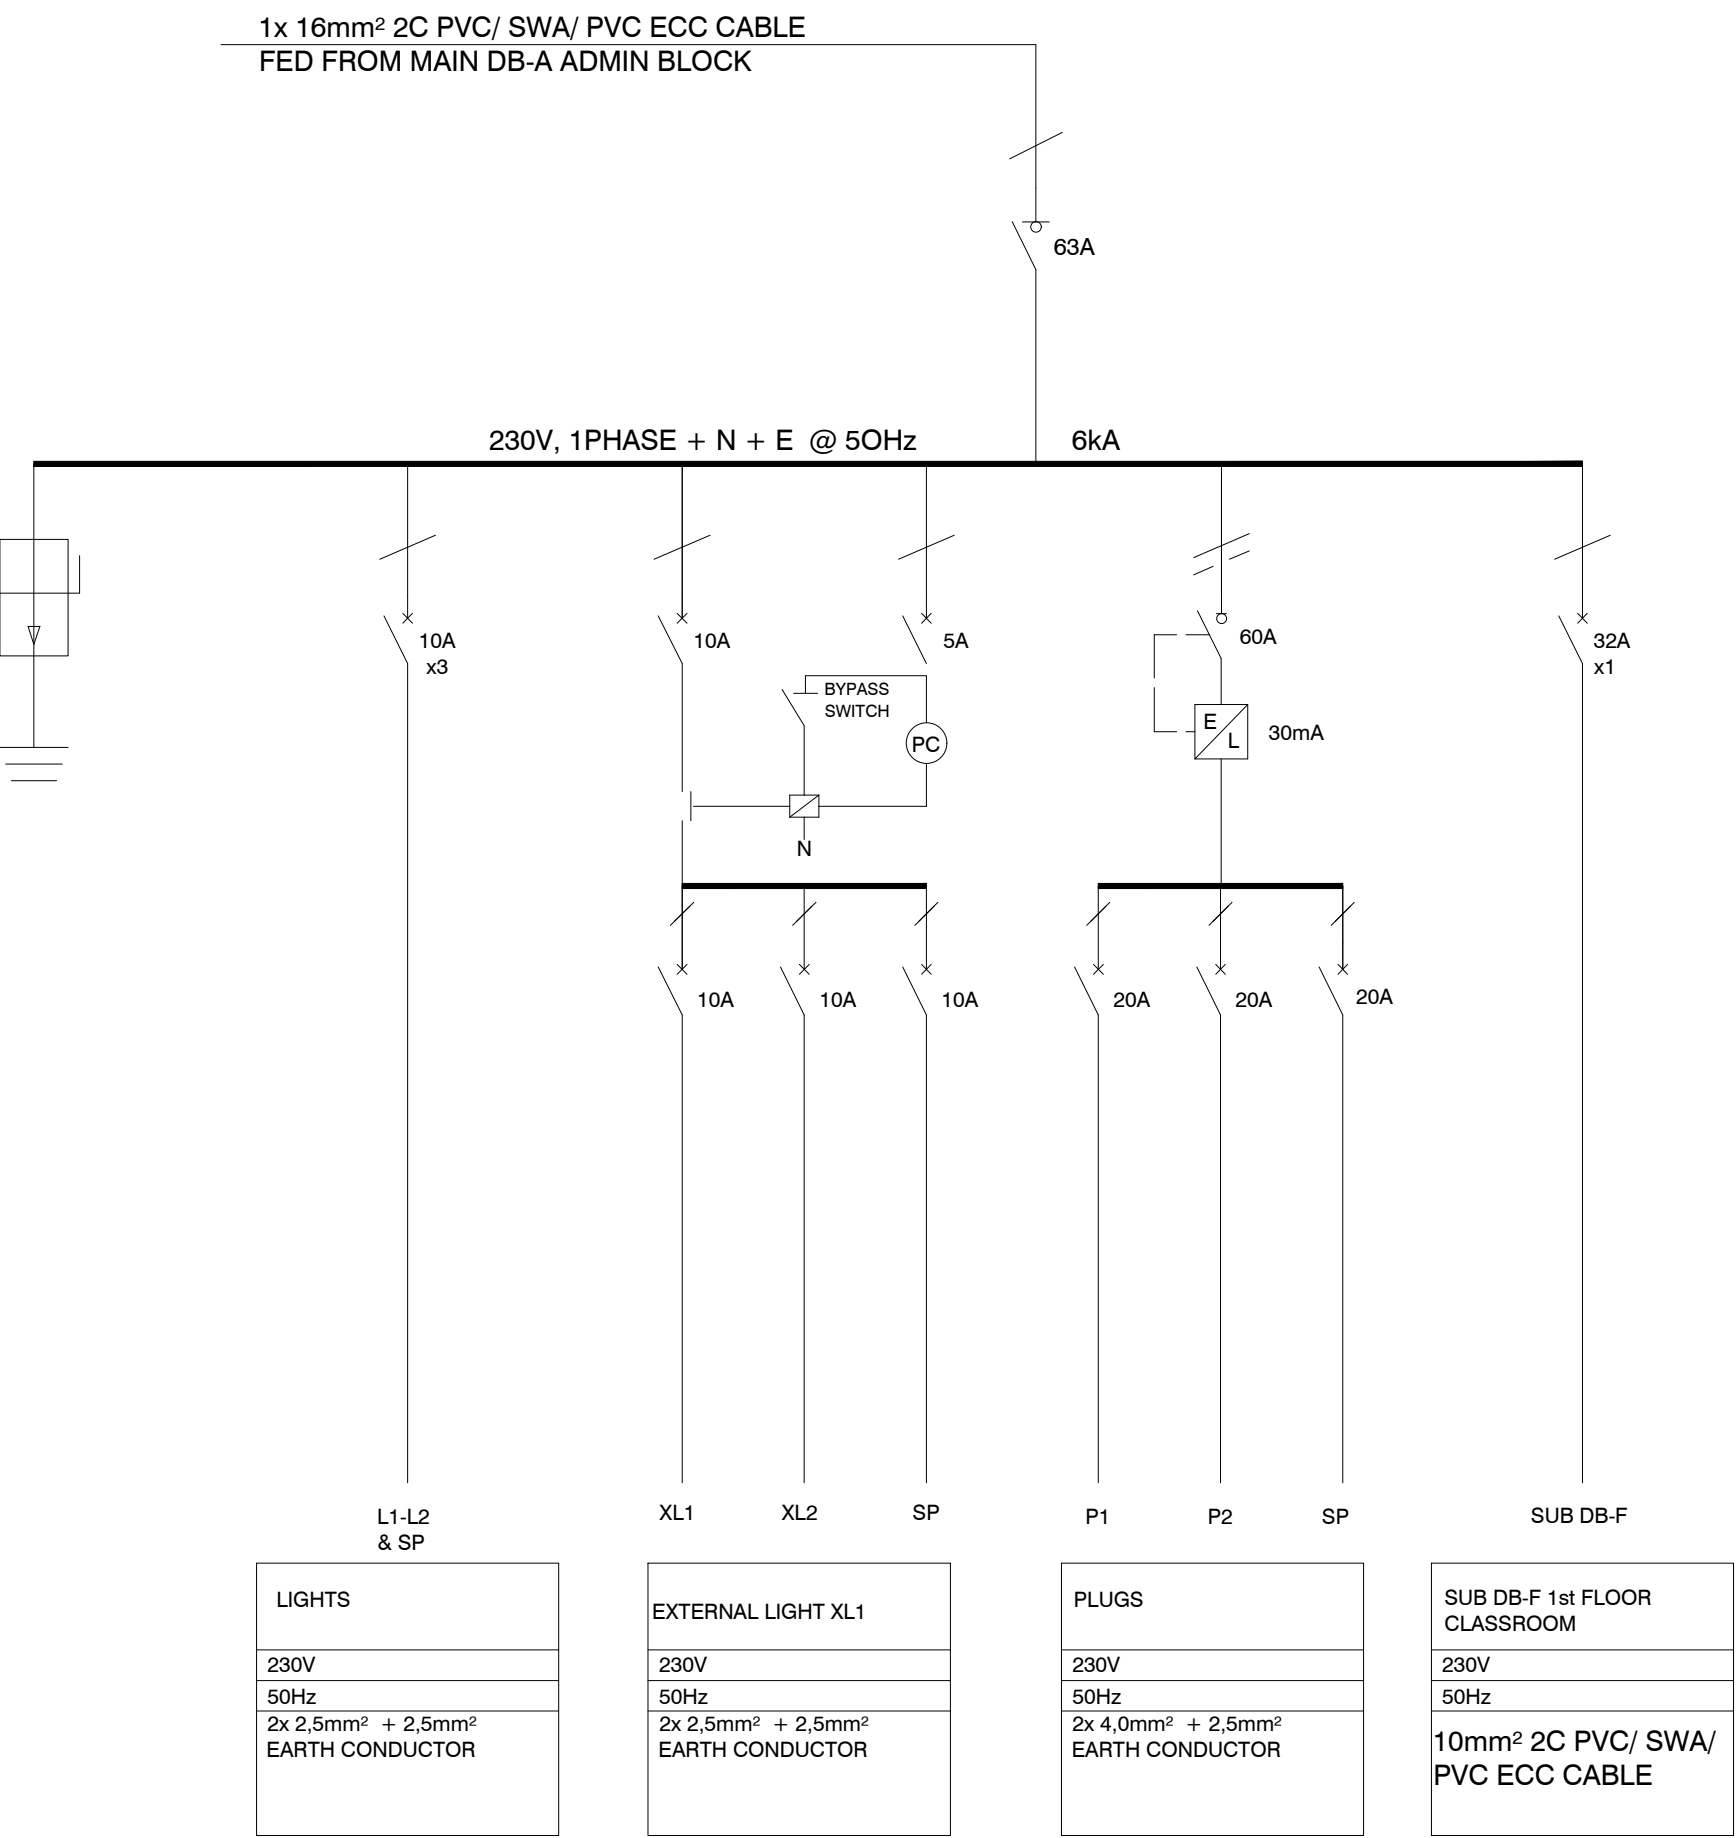 1x 16mm² 2C PVC/ SWA/ PVC ECC CABLE
FED FROM MAIN DB-A ADMIN BLOCK
63A
230V, 1PHASE + N + E @ 5OHz 6kA
10A
x3
10A
5A
60A
32A
x1
BYPASS
SWITCH
PC
E
L
30mA
N
10A 10A 10A
20A 20A 20A
L1-L2
& SP
XL1 XL2 SP
P1 P2 SP
SUB DB-F
LIGHTS
230V
50Hz
2x 2,5mm² + 2,5mm²
EARTH CONDUCTOR
EXTERNAL LIGHT XL1
230V
50Hz
2x 2,5mm² + 2,5mm²
EARTH CONDUCTOR
PLUGS
230V
50Hz
2x 4,0mm² + 2,5mm²
EARTH CONDUCTOR
SUB DB-F 1st FLOOR
CLASSROOM
230V
50Hz
10mm² 2C PVC/ SWA/
PVC ECC CABLE